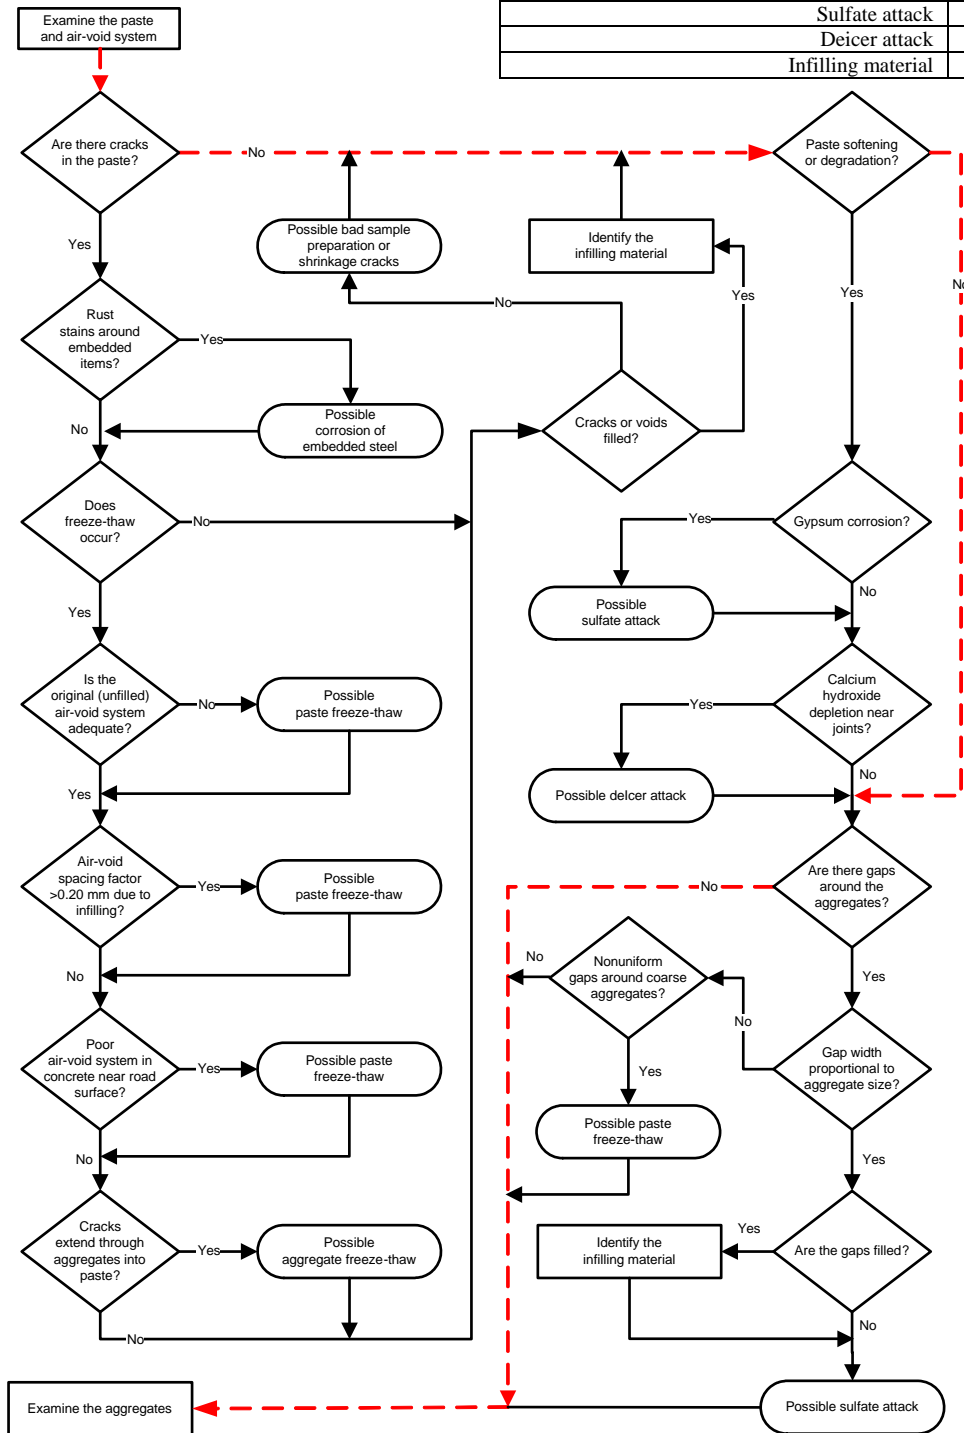 Sulfate attack
Deicer attack
Infilling material
Examine the paste
and air-void system
Are there cracks
in the paste?
No
Paste softening
or degradation?
Yes
Possible bad sample
preparation or
shrinkage cracks
Identify the
infilling material
No
Yes
Yes
No
Rust
stains around
embedded
items?
Yes
Possible
corrosion of
embedded steel
No
Cracks or voids
filled?
Does
freeze-thaw
occur?
No
Yes
Gypsum corrosion?
Yes
No
Possible
sulfate attack
Is the
original (unfilled)
air-void system
adequate?
No
Possible
paste freeze-thaw
Yes
Calcium
hydroxide
depletion near
joints?
Yes
No
Possible deIcer attack
Air-void
spacing factor
>0.20 mm due to
infilling?
Yes
Possible
paste freeze-thaw
No
Are there gaps
around the
aggregates?
No
Yes
Nonuniform
gaps around coarse
aggregates?
No
No
Yes
Poor
air-void system in
concrete near road
surface?
Yes
Possible paste
freeze-thaw
No
Gap width
proportional to
aggregate size?
Yes
Possible paste
freeze-thaw
Cracks
extend through
aggregates into
paste?
Yes
Possible
aggregate freeze-thaw
No
Identify the
infilling material
Yes
Are the gaps filled?
No
Examine the aggregates
Possible sulfate attack